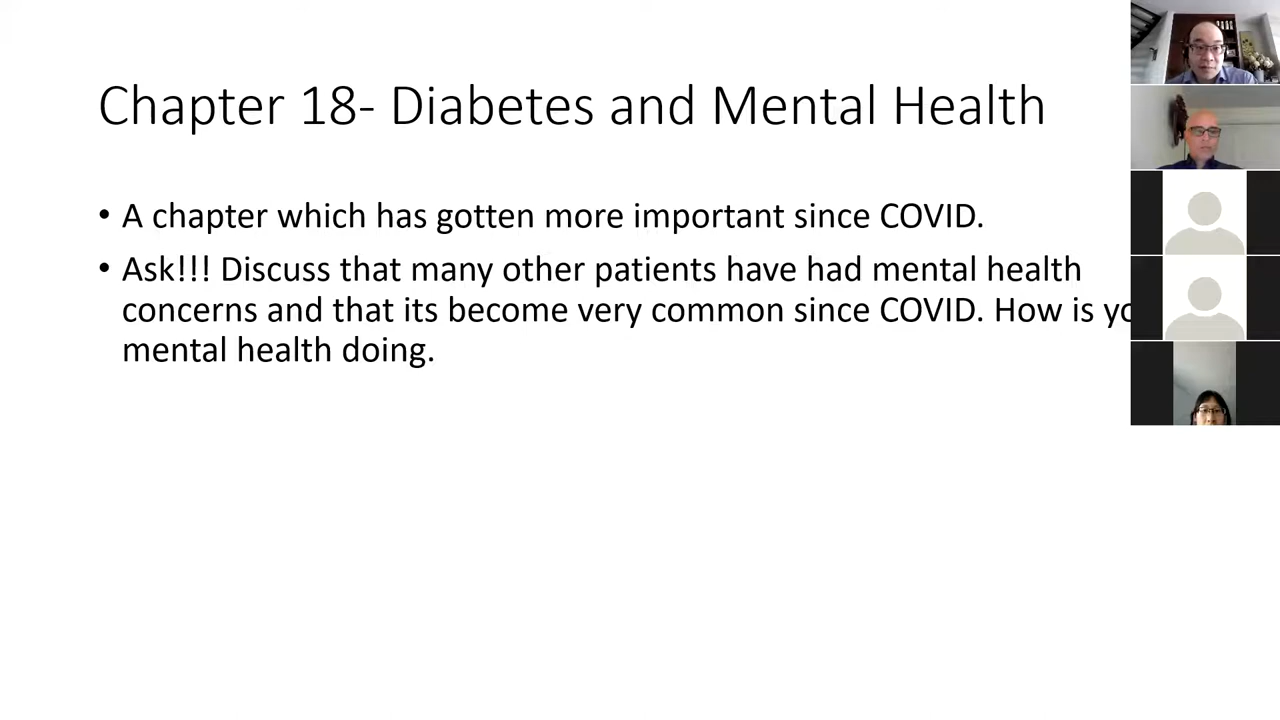 Chapter 18- Diabetes and Mental Health
• A chapter which has gotten more important since COVID.
• Ask!!! Discuss that many other patients have had mental health
concerns and that its become very common since COVID. How is
mental health doing.